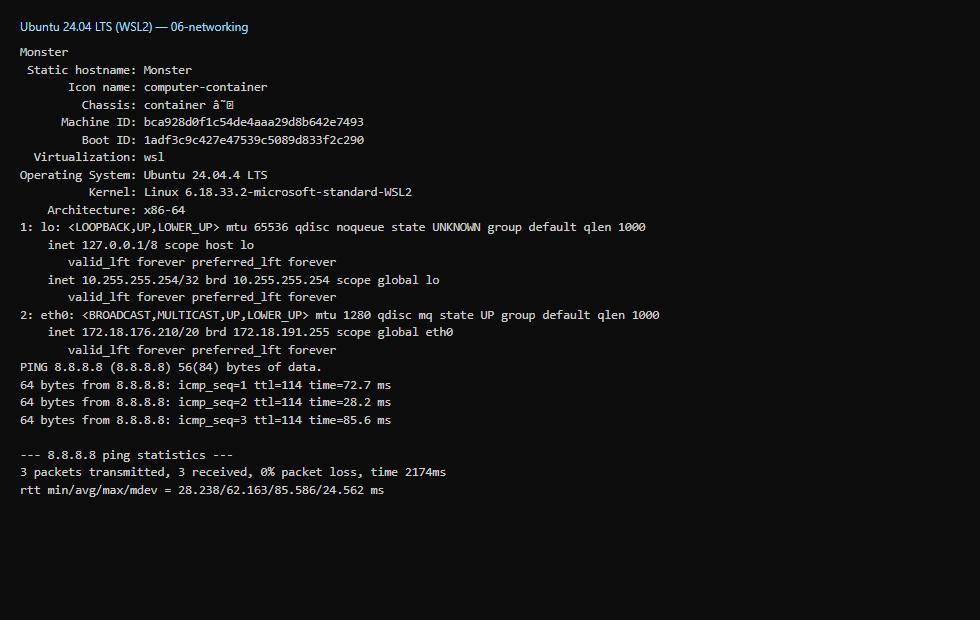 Ubuntu 24.04 LTS (WSL2) — 06-networking
Monster
Static hostname: Monster
Icon name: computer-container
Chassis: container â˜
Machine ID: bca928d0f1c54de4aaa29d8b642e7493
Boot ID: 1adf3c9c427e47539c5089d833f2c290
Virtualization: wsl
Operating System: Ubuntu 24.04.4 LTS
Kernel: Linux 6.18.33.2-microsoft-standard-WSL2
Architecture: x86-64
1: lo: <LOOPBACK,UP,LOWER_UP> mtu 65536 qdisc noqueue state UNKNOWN group default qlen 1000
inet 127.0.0.1/8 scope host lo
valid_lft forever preferred_lft forever
inet 10.255.255.254/32 brd 10.255.255.254 scope global lo
valid_lft forever preferred_lft forever
2: eth0: <BROADCAST,MULTICAST,UP,LOWER_UP> mtu 1280 qdisc mq state UP group default qlen 1000
inet 172.18.176.210/20 brd 172.18.191.255 scope global eth0
valid_lft forever preferred_lft forever
PING 8.8.8.8 (8.8.8.8) 56(84) bytes of data.
64 bytes from 8.8.8.8: icmp_seq=1 ttl=114 time=72.7 ms
64 bytes from 8.8.8.8: icmp_seq=2 ttl=114 time=28.2 ms
64 bytes from 8.8.8.8: icmp_seq=3 ttl=114 time=85.6 ms
--- 8.8.8.8 ping statistics ---
3 packets transmitted, 3 received, 0% packet loss, time 2174ms
rtt min/avg/max/mdev = 28.238/62.163/85.586/24.562 ms